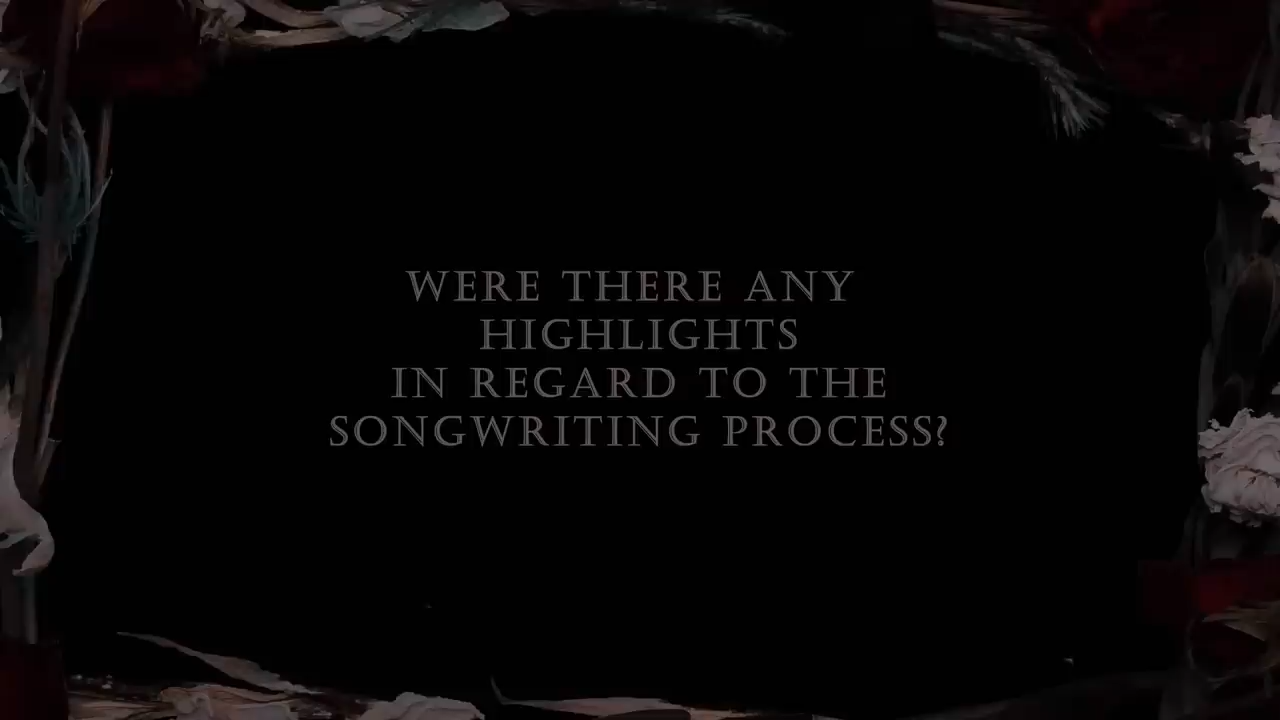 WERE THERE ANY
HIGHLIGHTS
IN REGARD TO THE
SONGWRITING PROCESS?